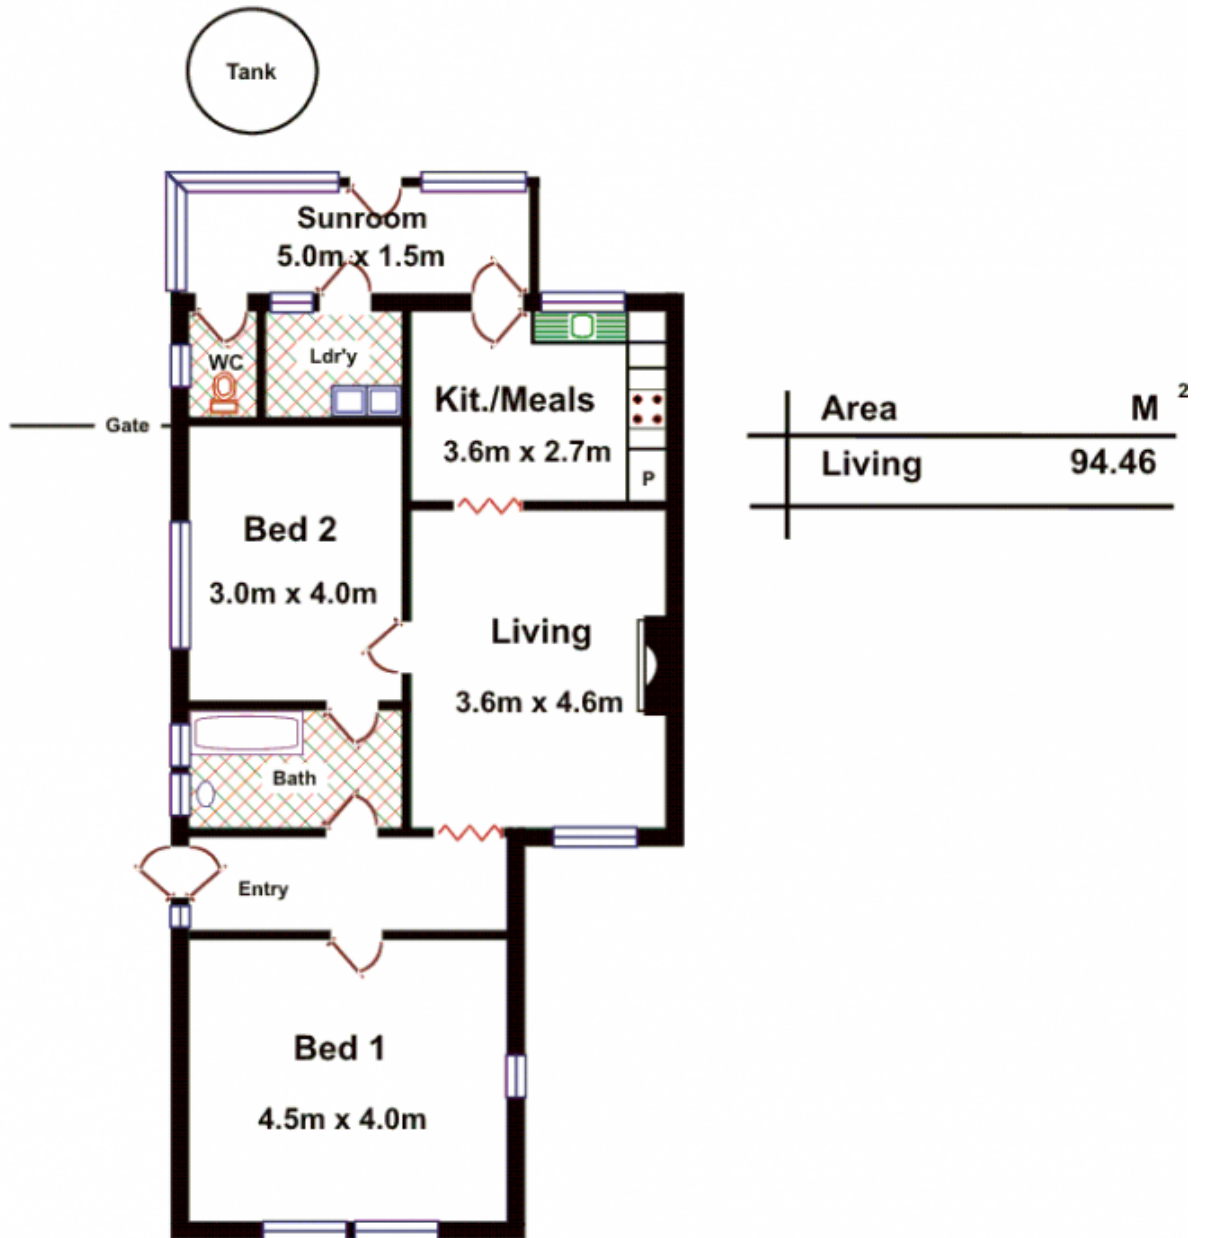 Tank
Sunroom
5.0m x 1.5m
WC
Ldr'y
Kit./Meals
3.6m x 2.7m
P
Gate
Area M 2
Living 94.46
Bed 2
3.0m x 4.0m
Living
3.6m x 4.6m
Bath
Entry
Bed 1
4.5m x 4.0m